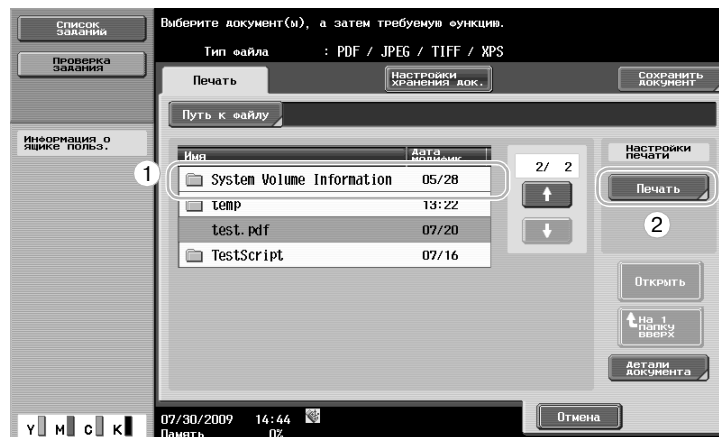 Список
заданий
Проверка
задания
Информация о
ящике польз.
Выберите документ(ы), а затем требуемую функцию.
Тип файла : PDF / JPEG / TIFF / XPS
Печать
Настройки
хранения док.
Сохранить
документ
Путь к файлу
Имя
Дата
модифик.
1
System Volume Information 05/28
temp 13:22
test.pdf 07/20
TestScript 07/16
2/ 2
Настройки
печати
Печать
2
Открыть
На 1
папку
вверх
Детали
документа
Отмена
07/30/2009 14:44
Память 0%
Y M C K